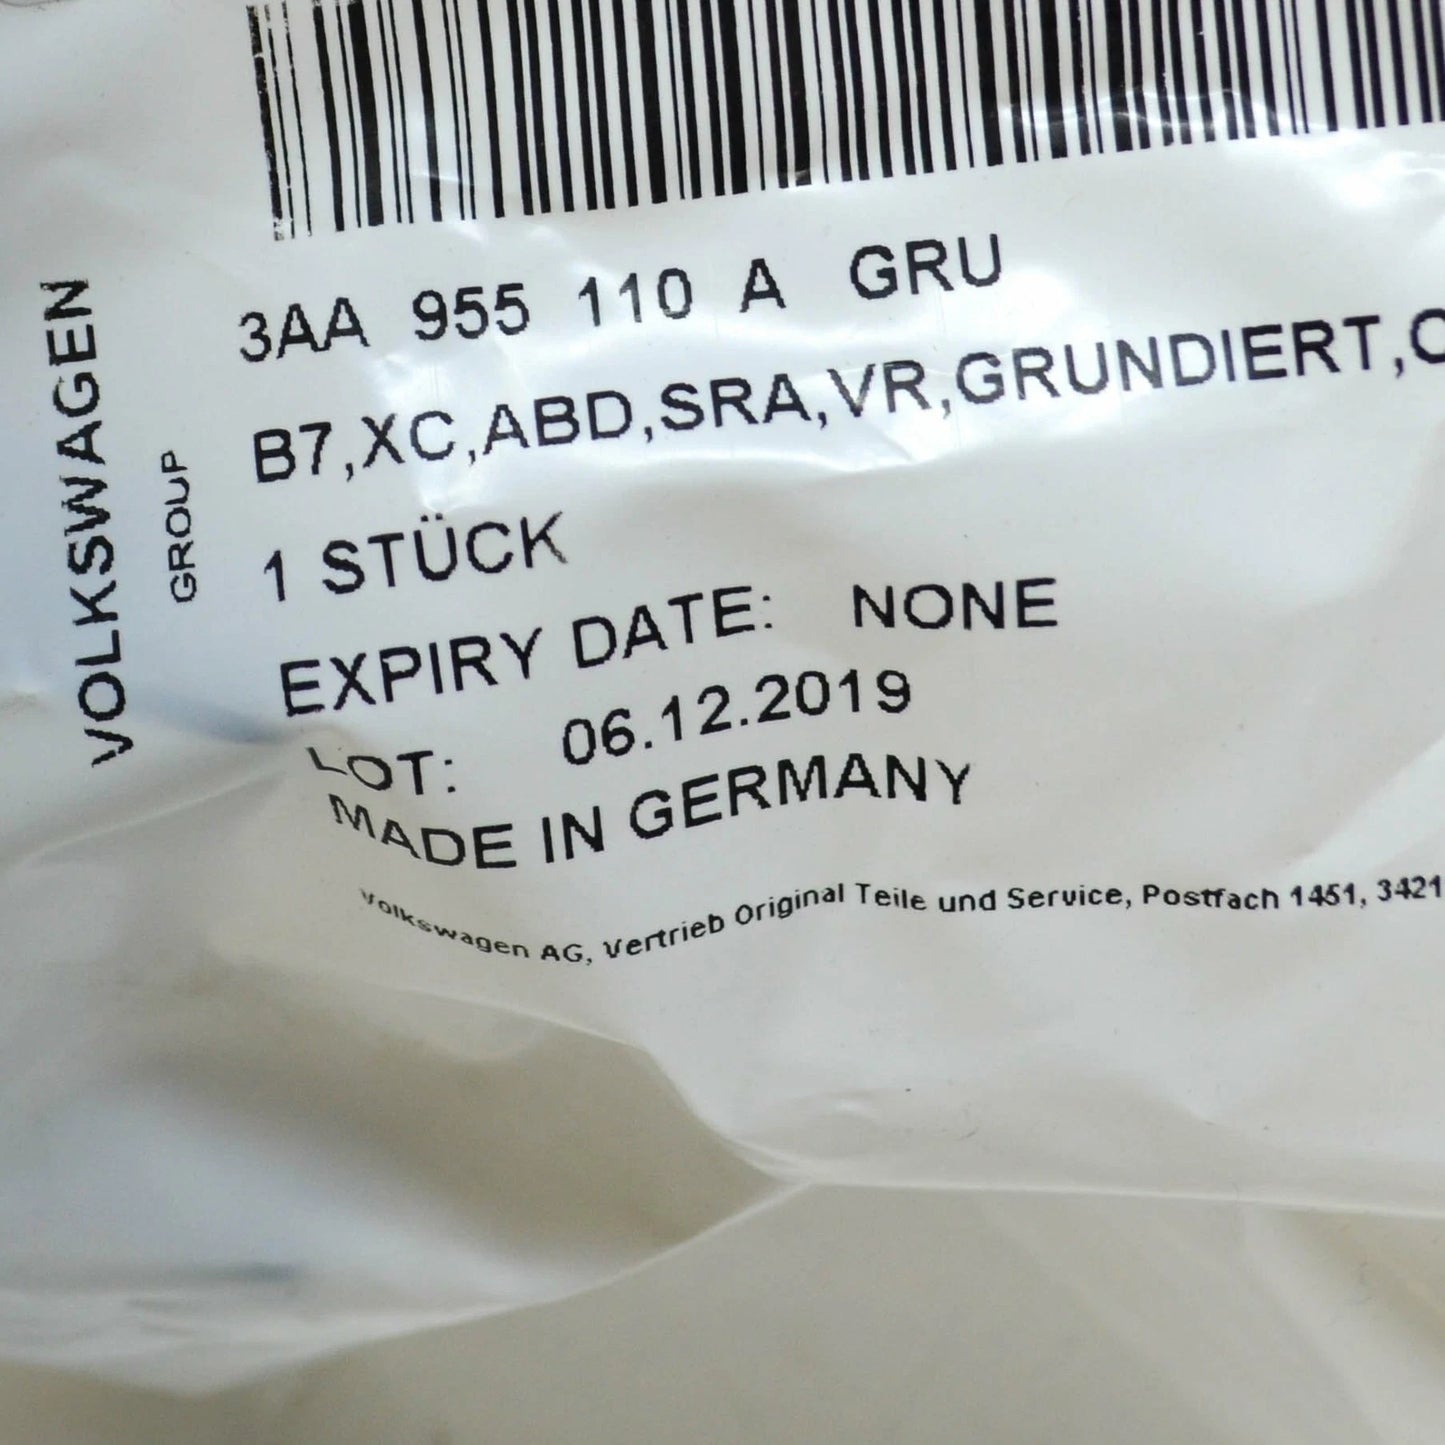 VOLKSWAGEN
GROUP
3AA 955 110 A GRU
B7,XC,ABD,SRA,VR,GRUNDIERT,
1 STÜCK
EXPIRY DATE: NONE
LOT: 06.12.2019
MADE IN GERMANY
Volkswagen AG, Vertrieb Original Teile und Service, Postfach 1451, 3421